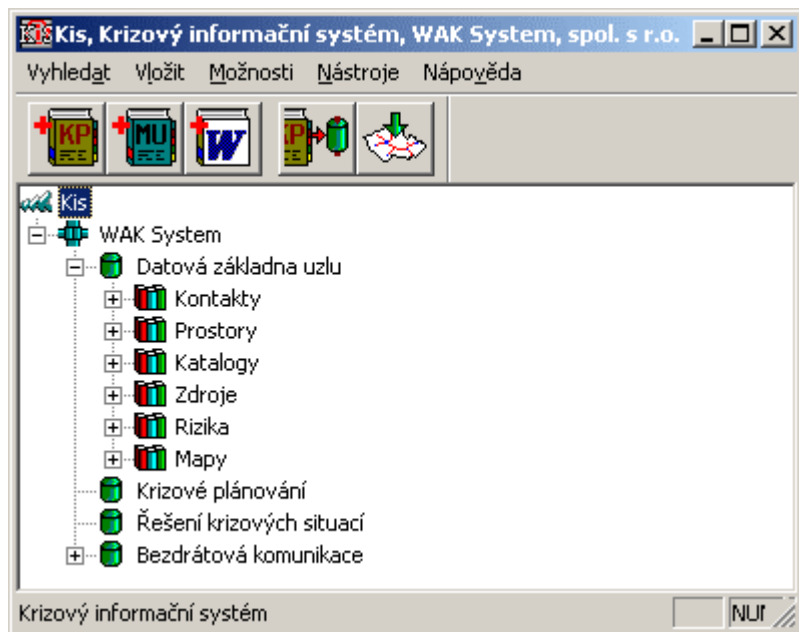 Kis, Krizový informační systém, WAK System, spol. s r.o.
Vyhledat Vložit Možnosti Nástroje Nápověda
KP MU W KP
Kis
WAK System
Datová základna uzlu
Kontakty
Prostory
Katalogy
Zdroje
Rizika
Mapy
Krizové plánování
Řešení krizových situací
Bezdrátová komunikace
Krizový informační systém